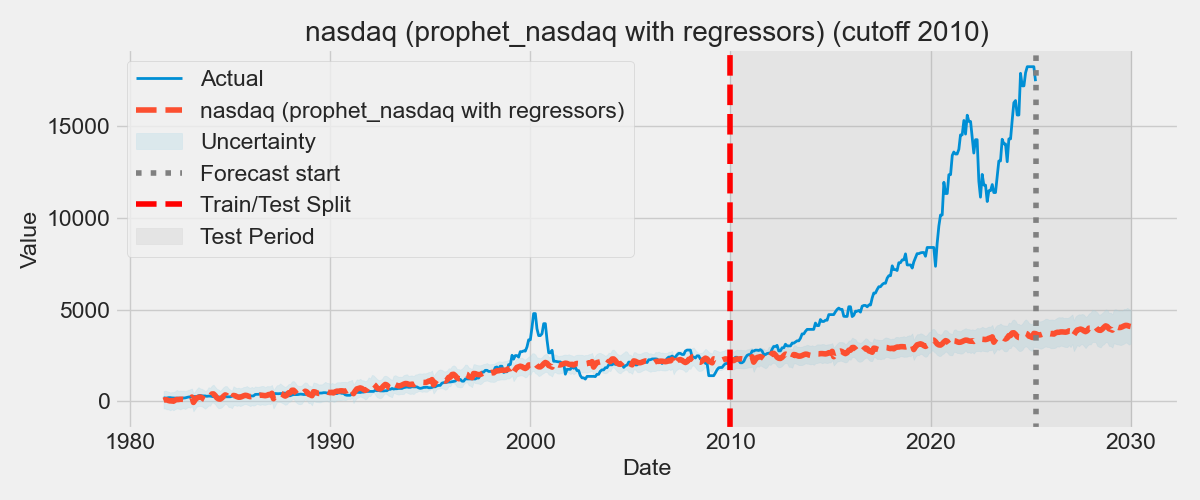 nasdaq (prophet_nasdaq with regressors) (cutoff 2010)
Actual
nasdaq (prophet_nasdaq with regressors)
Uncertainty
Forecast start
Train/Test Split
Test Period
Value
15000
10000
5000
0
1980
1990
2000
2010
2020
2030
Date